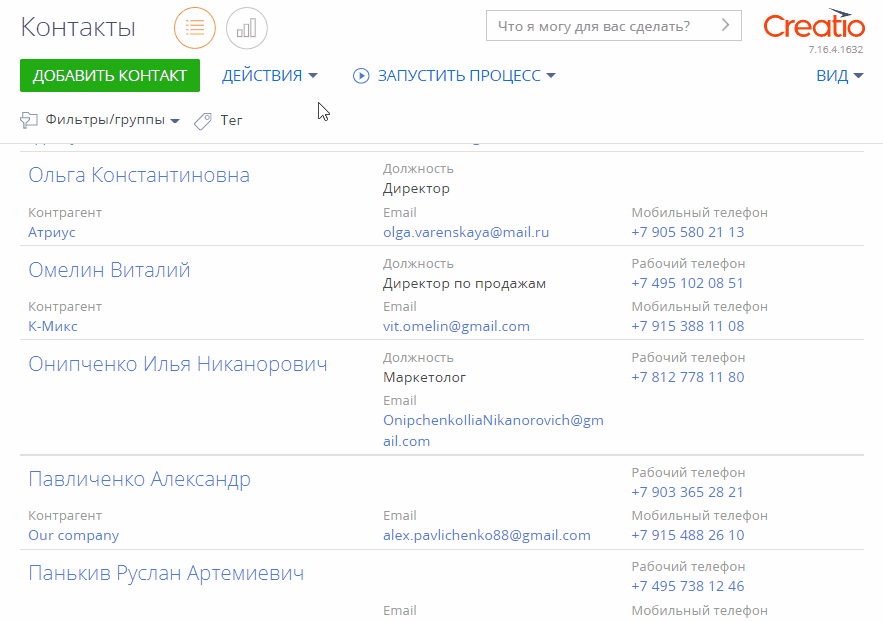 Контакты
Что я могу для вас сделать?
Creatio
7.16.4.1632
ДОБАВИТЬ КОНТАКТ
ДЕЙСТВИЯ
ЗАПУСТИТЬ ПРОЦЕСС
ВИД
Фильтры/группы
Тег
Ольга Константиновна
Должность
Директор
Контрагент
Email
Мобильный телефон
Атриус
olga.varenskaya@mail.ru
+7 905 580 21 13
Омелин Виталий
Должность
Рабочий телефон
Директор по продажам
+7 495 102 08 51
Контрагент
Email
Мобильный телефон
К-Микс
vit.omelin@gmail.com
+7 915 388 11 08
Онипченко Илья Никанорович
Должность
Рабочий телефон
Маркетолог
+7 812 778 11 80
Email
OnipchenkoIliaNikanorovich@gm
ail.com
Павличенко Александр
Рабочий телефон
+7 903 365 28 21
Контрагент
Email
Мобильный телефон
Our company
alex.pavlichenko88@gmail.com
+7 915 488 26 10
Панькив Руслан Артемиевич
Рабочий телефон
+7 495 738 12 46
Email
Мобильный телефон